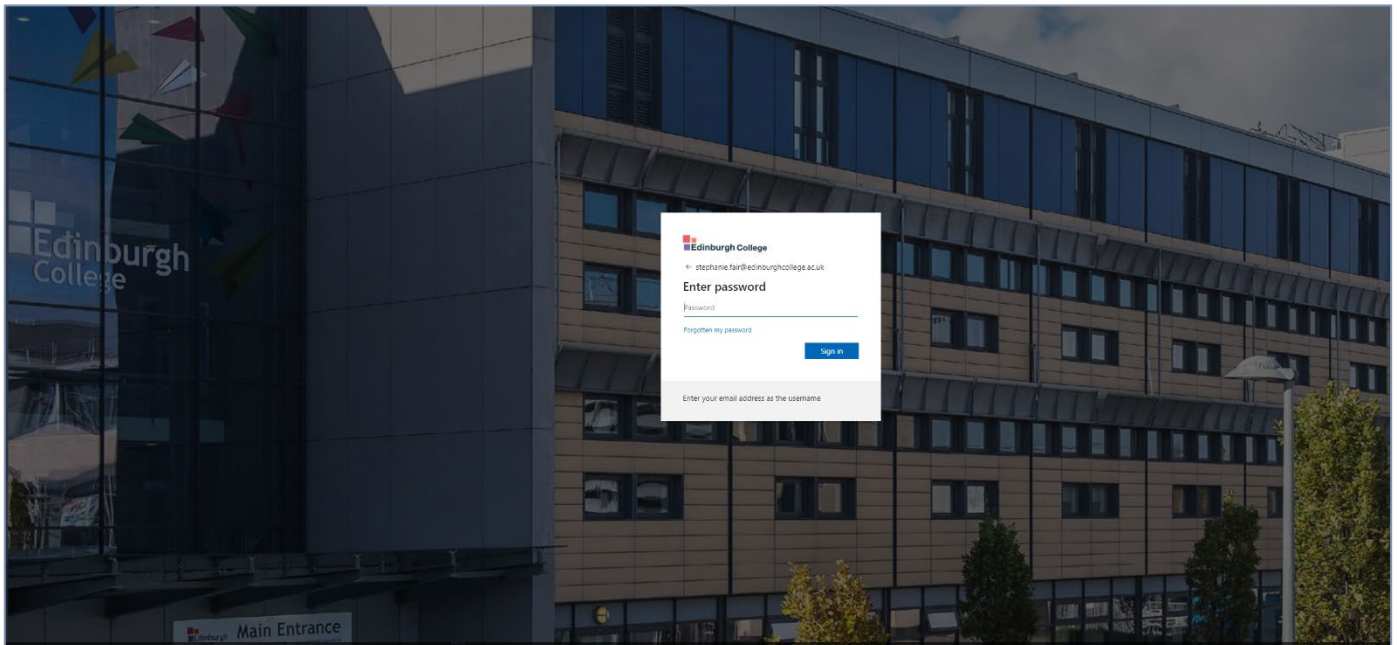 Edinburgh
College
Edinburgh College
← stephanie.fair@edinburghcollege.ac.uk
Enter password
Password
Forgotten my password
Sign in
Enter your email address as the username
Edinburgh Main Entrance